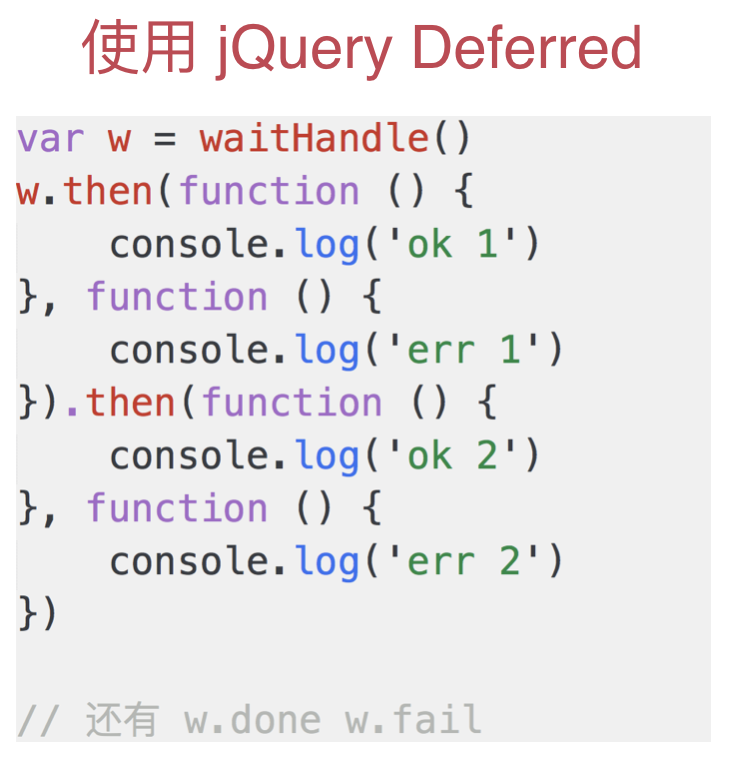 使用 jQuery Deferred
var w = waitHandle()
w.then(function () {
    console.log('ok 1')
}, function () {
    console.log('err 1')
}).then(function () {
    console.log('ok 2')
}, function () {
    console.log('err 2')
})
// 还有 w.done w.fail